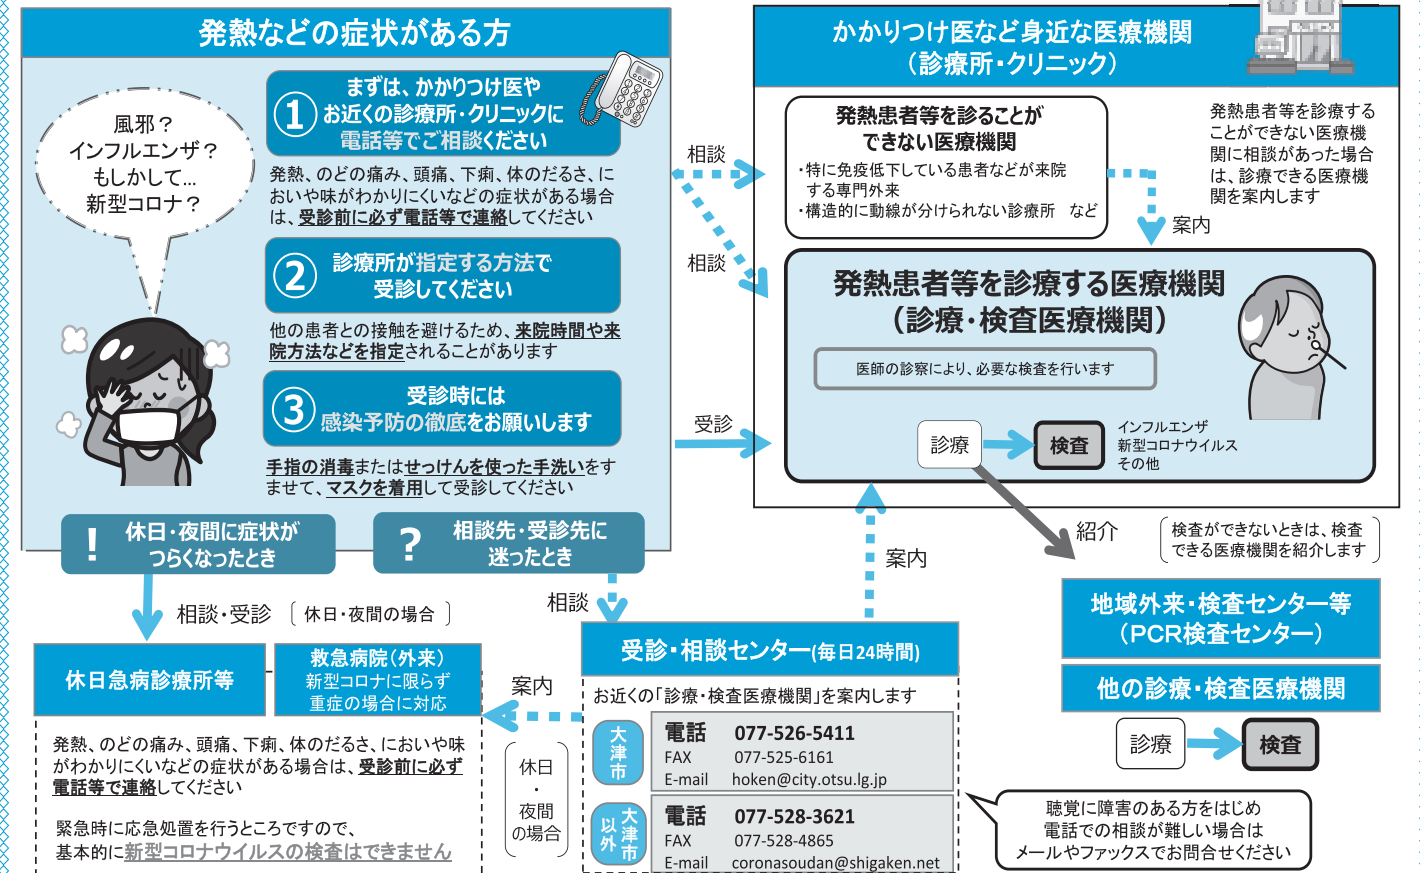 発熱などの症状がある方
風邪？
インフルエンザ？
もしかして…
新型コロナ？
① まずは、かかりつけ医や
お近くの診療所・クリニックに
電話等でご相談ください
発熱、のどの痛み、頭痛、下痢、体のだるさ、に
おいや味がわかりにくいなどの症状がある場合
は、受診前に必ず電話等で連絡してください
② 診療所が指定する方法で
受診してください
他の患者との接触を避けるため、来院時間や来
院方法などを指定されることがあります
③ 受診時には
感染予防の徹底をお願いします
手指の消毒またはせっけんを使った手洗いをす
ませて、マスクを着用して受診してください
! 休日・夜間に症状が
つらくなったとき
? 相談先・受診先に
迷ったとき
相談
相談
受診
かかりつけ医など身近な医療機関
（診療所・クリニック）
発熱患者等を診ることが
できない医療機関
・特に免疫低下している患者などが来院
する専門外来
・構造的に動線が分けられない診療所　など
発熱患者等を診療する
ことができない医療機
関に相談があった場合
は、診療できる医療機
関を案内します
案内
発熱患者等を診療する医療機関
（診療・検査医療機関）
医師の診察により、必要な検査を行います
診療
検査
インフルエンザ
新型コロナウイルス
その他
紹介
検査ができないときは、検査
できる医療機関を紹介します
案内
地域外来・検査センター等
（PCR検査センター）
他の診療・検査医療機関
診療
検査
相談・受診
休日・夜間の場合
相談
休日急病診療所等
救急病院（外来）
新型コロナに限らず
重症の場合に対応
発熱、のどの痛み、頭痛、下痢、体のだるさ、においや味
がわかりにくいなどの症状がある場合は、受診前に必ず
電話等で連絡してください
緊急時に応急処置を行うところですので、
基本的に新型コロナウイルスの検査はできません
案内
休日
・
夜間
の場合
受診・相談センター(毎日24時間)
お近くの「診療・検査医療機関」を案内します
大津市
電話 077-526-5411
FAX 077-525-6161
E-mail hoken@city.otsu.lg.jp
大津市
以外
電話 077-528-3621
FAX 077-528-4865
E-mail coronasoudan@shigaken.net
聴覚に障害のある方をはじめ
電話での相談が難しい場合は
メールやファックスでお問合せください